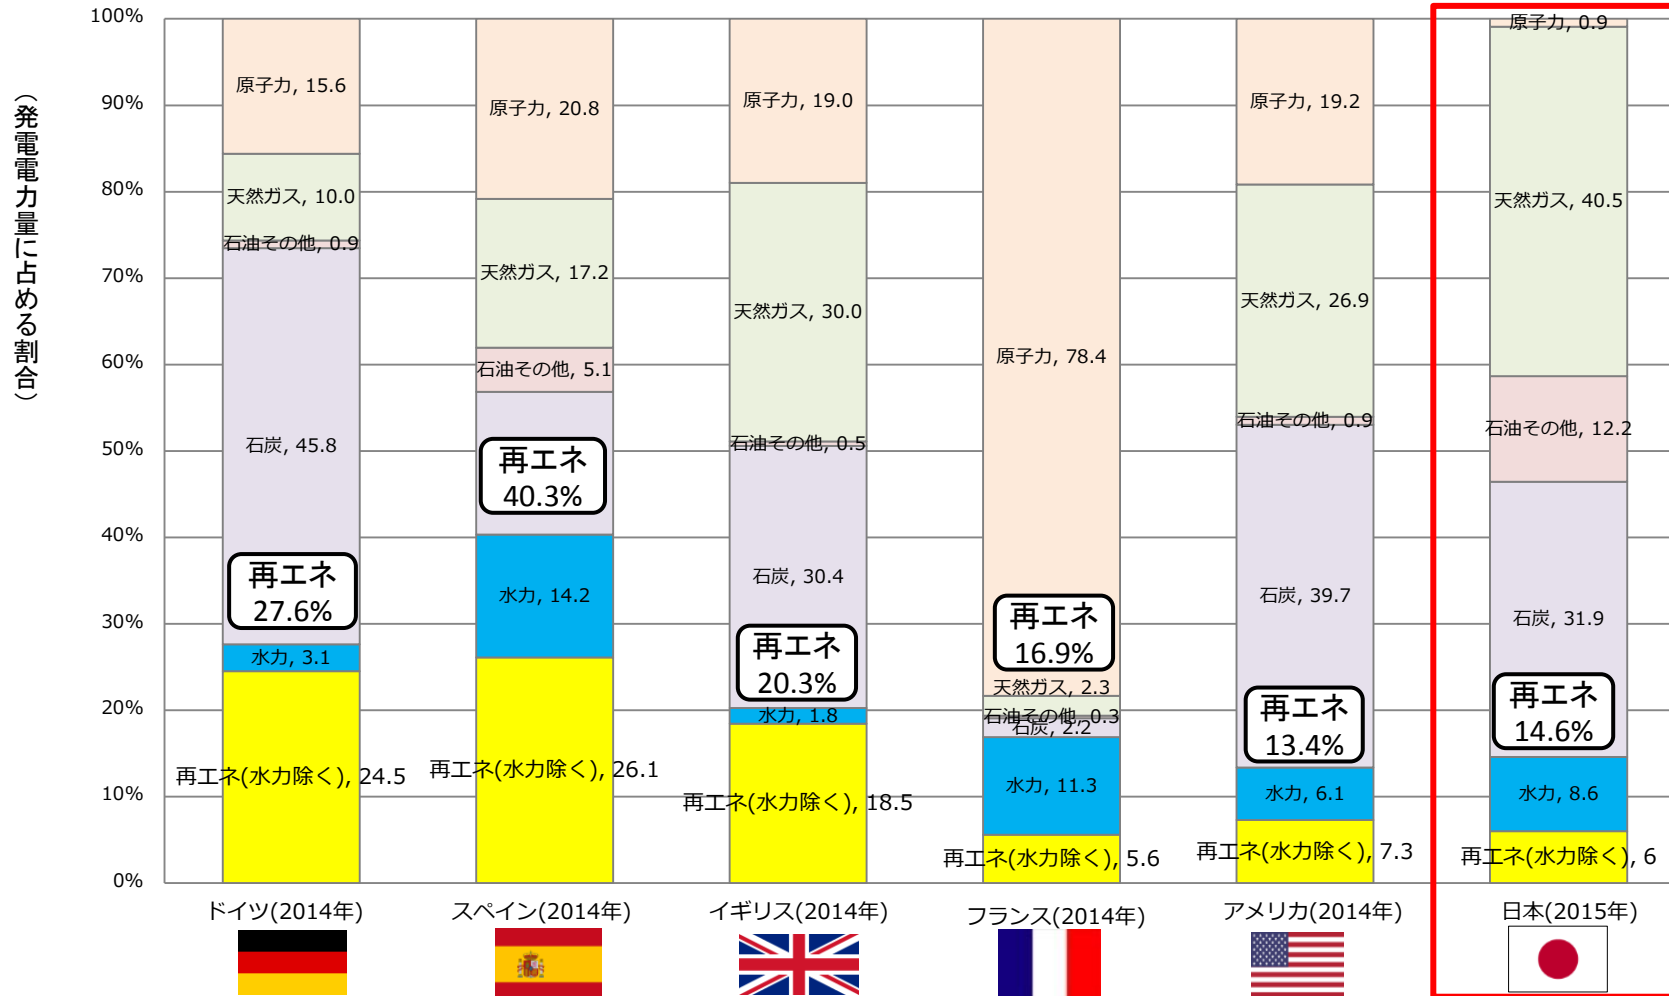 （発電電力量に占める割合）
100%
90%
80%
70%
60%
50%
40%
30%
20%
10%
0%
原子力, 15.6
天然ガス, 10.0
石油その他, 0.9
石炭, 45.8
再エネ
27.6%
水力, 3.1
再エネ(水力除く), 24.5
ドイツ(2014年)
原子力, 20.8
天然ガス, 17.2
石油その他, 5.1
再エネ
40.3%
水力, 14.2
再エネ(水力除く), 26.1
スペイン(2014年)
原子力, 19.0
天然ガス, 30.0
石油その他, 0.5
石炭, 30.4
再エネ
20.3%
水力, 1.8
再エネ(水力除く), 18.5
イギリス(2014年)
原子力, 78.4
再エネ
16.9%
天然ガス, 2.3
石油その他, 0.3
石炭, 2.2
水力, 11.3
再エネ(水力除く), 5.6
フランス(2014年)
原子力, 19.2
天然ガス, 26.9
石油その他, 0.9
石炭, 39.7
再エネ
13.4%
水力, 6.1
再エネ(水力除く), 7.3
アメリカ(2014年)
原子力, 0.9
天然ガス, 40.5
石油その他, 12.2
石炭, 31.9
再エネ
14.6%
水力, 8.6
再エネ(水力除く), 6
日本(2015年)